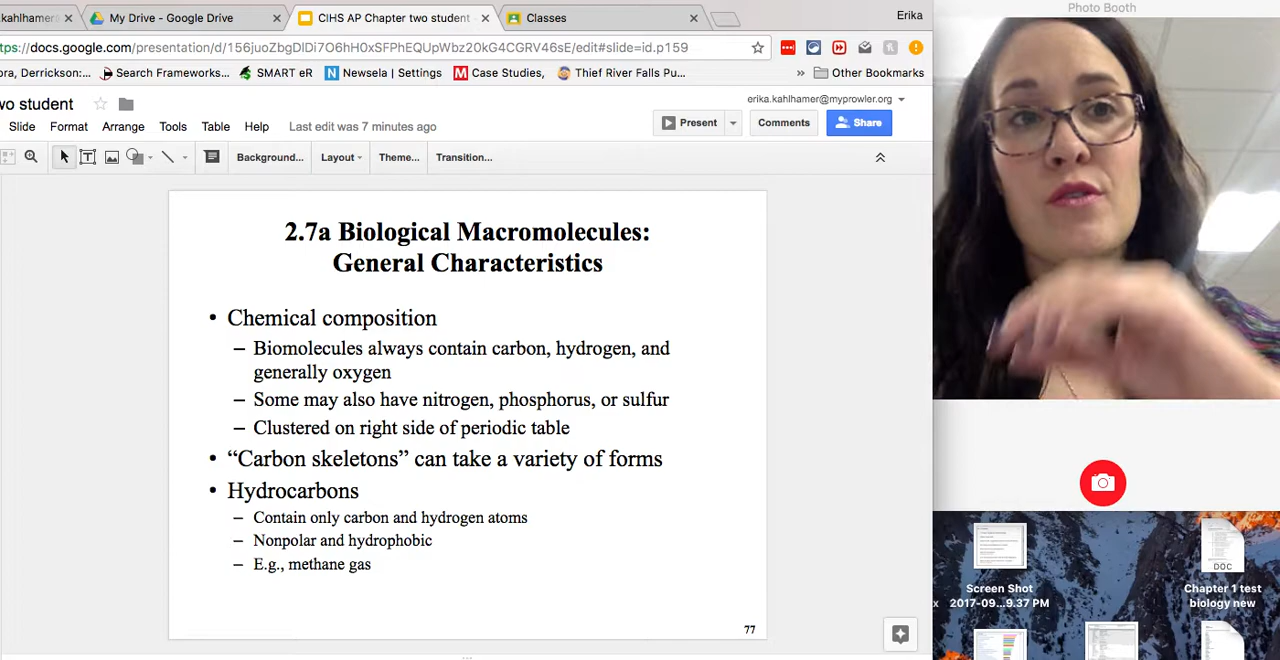 kahlhamer
My Drive - Google Drive
CIHS AP Chapter two student -
Classes
Erika
ttps://docs.google.com/presentation/d/156juoZbgDlDi7O6hH0xSFPhEQUpWbz20kG4CGRV46sE/edit#slide=id.p159
ora, Derrickson:...
Search Frameworks...
SMART eR
Newsela | Settings
Case Studies,
Thief River Falls Pu...
»
Other Bookmarks
wo student
erika.kahlhamer@myprowler.org
Slide
Format
Arrange
Tools
Table
Help
Last edit was 7 minutes ago
Present
Comments
Share
Background...
Layout
Theme...
Transition...
2.7a Biological Macromolecules:
General Characteristics
• Chemical composition
– Biomolecules always contain carbon, hydrogen, and
generally oxygen
– Some may also have nitrogen, phosphorus, or sulfur
– Clustered on right side of periodic table
• “Carbon skeletons” can take a variety of forms
• Hydrocarbons
– Contain only carbon and hydrogen atoms
– Nonpolar and hydrophobic
– E.g., methane gas
77
Photo Booth
Screen Shot
2017-09...9.37 PM
x
DOC
Chapter 1 test
biology new